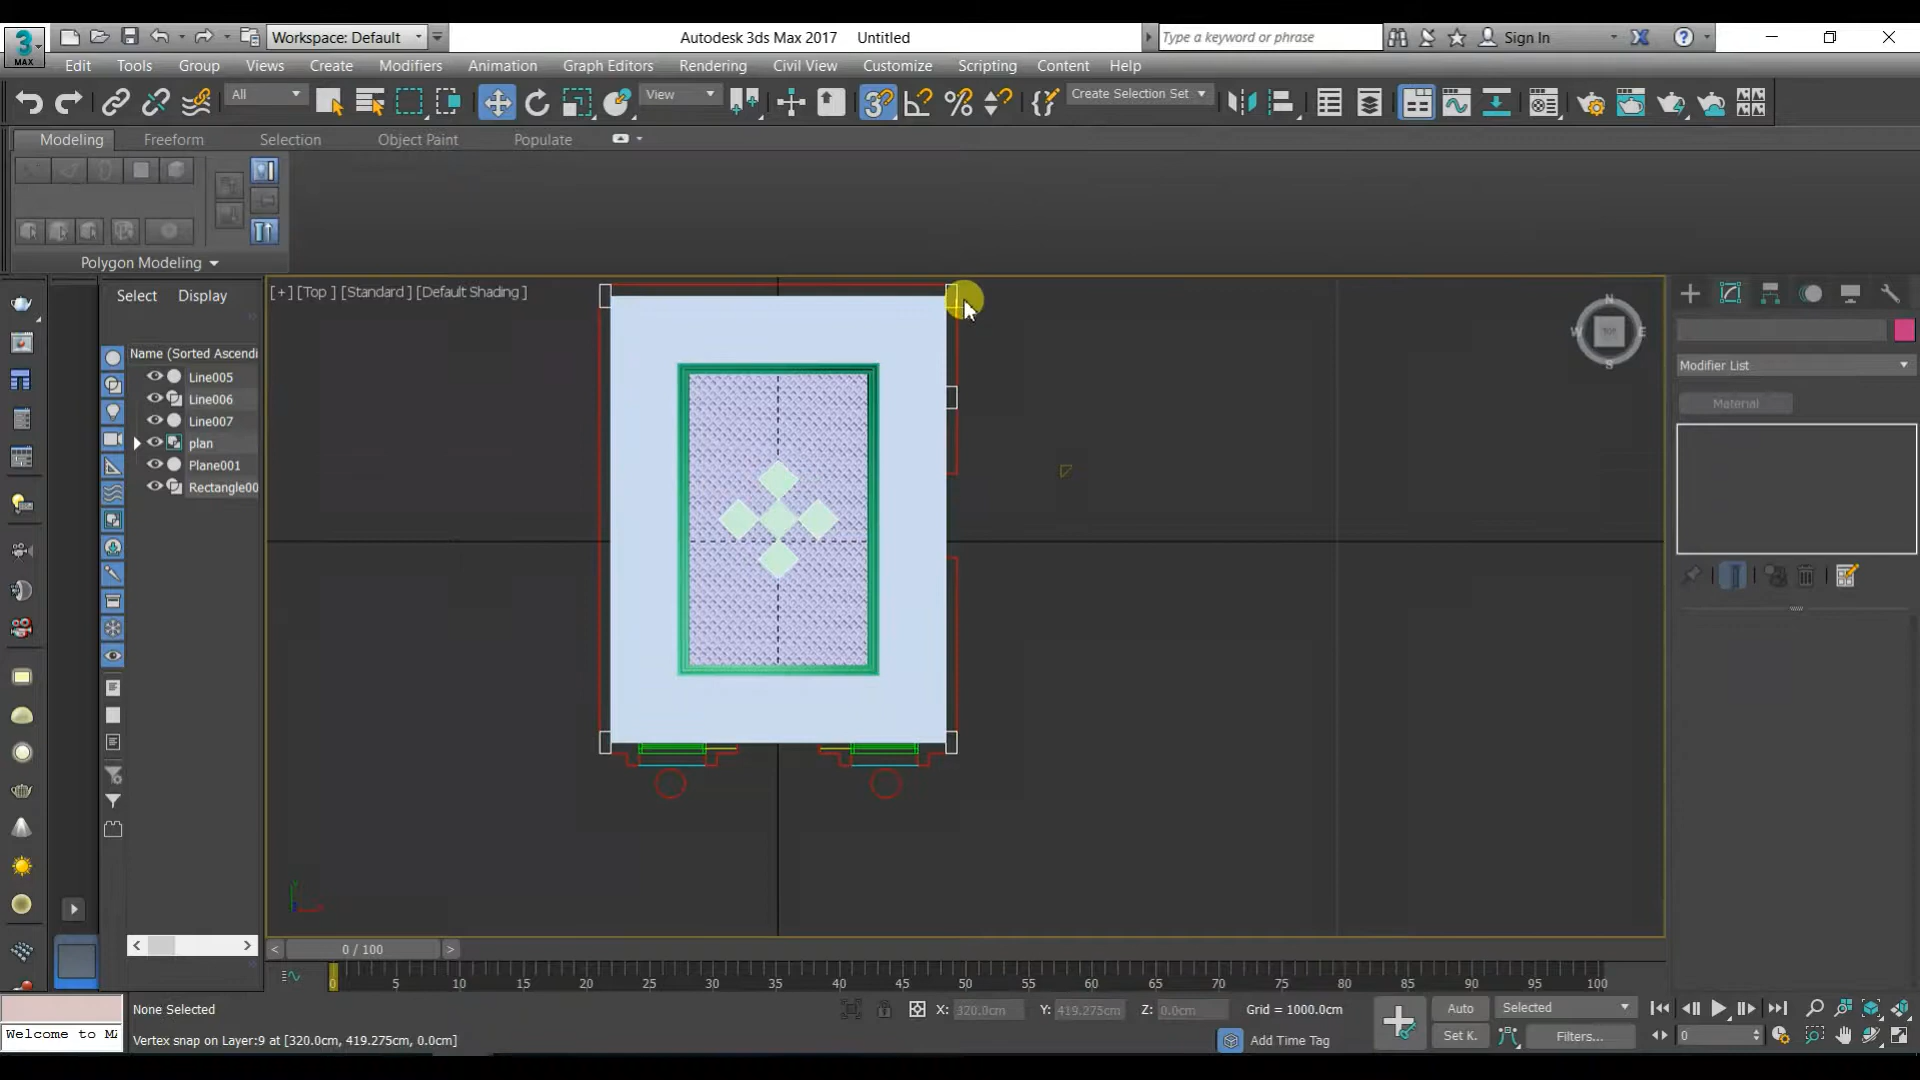 Workspace: Default
Autodesk 3ds Max 2017 Untitled
Type a keyword or phrase
Sign In
3
MAX
Edit Tools Group Views Create Modifiers Animation Graph Editors Rendering Civil View Customize Scripting Content Help
All
View
3
Create Selection Set
Modeling Freeform Selection Object Paint Populate
Polygon Modeling
Select Display
[+] [Top ] [Standard ] [Default Shading ]
N
W TOP E
S
Name (Sorted Ascendi
Line005
Line006
Line007
plan
Plane001
Rectangle00
Modifier List
Material
0 / 100
0 5 10 15 20 25 30 35 40 45 50 55 60 65 70 75 80 85 90 95 100
None Selected
X: 320.0cm Y: 419.275cm Z: 0.0cm Grid = 1000.0cm
Auto Selected
Welcome to M
Vertex snap on Layer:9 at [320.0cm, 419.275cm, 0.0cm]
Add Time Tag
Set K. Filters...
0